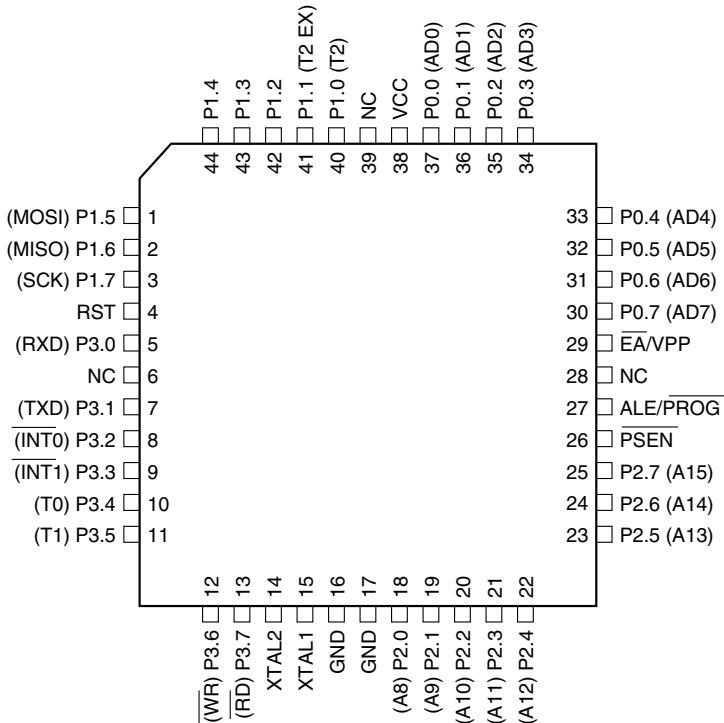 P1.4
P1.3
P1.2
P1.1 (T2 EX)
P1.0 (T2)
NC
VCC
P0.0 (AD0)
P0.1 (AD1)
P0.2 (AD2)
P0.3 (AD3)
44
43
42
41
40
39
38
37
36
35
34
(MOSI) P1.5 1
(MISO) P1.6 2
(SCK) P1.7 3
RST 4
(RXD) P3.0 5
NC 6
(TXD) P3.1 7
(INT0) P3.2 8
(INT1) P3.3 9
(T0) P3.4 10
(T1) P3.5 11
33 P0.4 (AD4)
32 P0.5 (AD5)
31 P0.6 (AD6)
30 P0.7 (AD7)
29 EA/VPP
28 NC
27 ALE/PROG
26 PSEN
25 P2.7 (A15)
24 P2.6 (A14)
23 P2.5 (A13)
12
13
14
15
16
17
18
19
20
21
22
(WR) P3.6
(RD) P3.7
XTAL2
XTAL1
GND
GND
(A8) P2.0
(A9) P2.1
(A10) P2.2
(A11) P2.3
(A12) P2.4